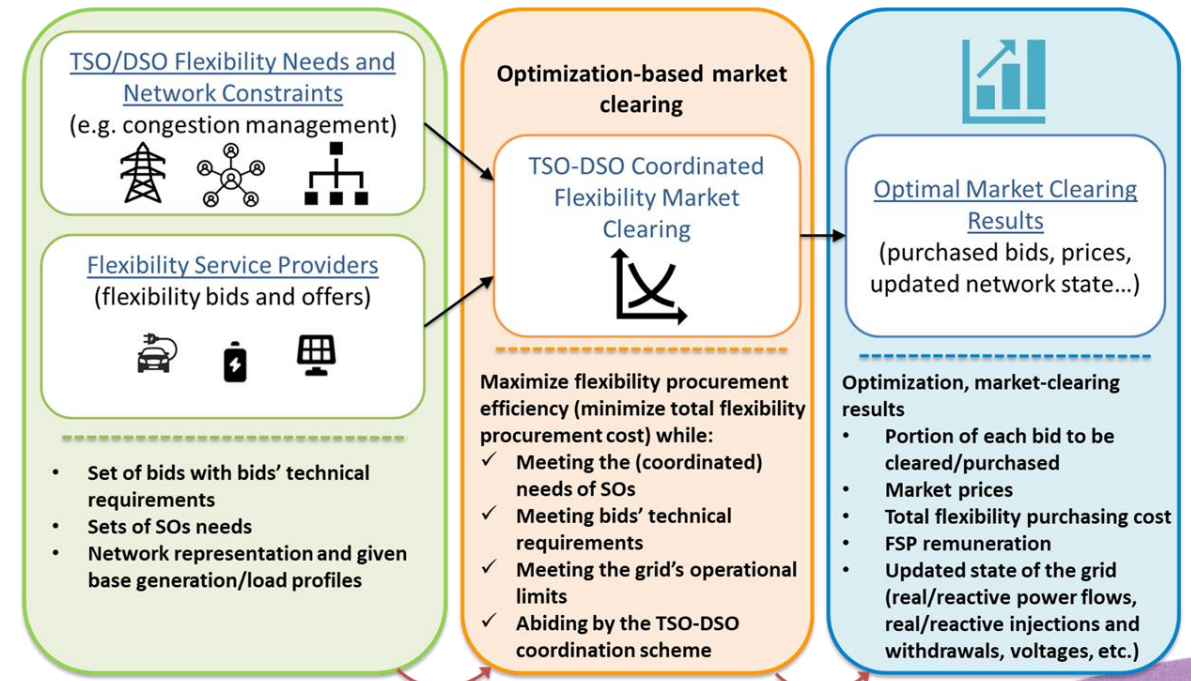 TSO/DSO Flexibility Needs and
Network Constraints
(e.g. congestion management)
Flexibility Service Providers
(flexibility bids and offers)
• Set of bids with bids’ technical
requirements
• Sets of SOs needs
• Network representation and given
base generation/load profiles
Optimization-based market
clearing
TSO-DSO Coordinated
Flexibility Market
Clearing
Maximize flexibility procurement
efficiency (minimize total flexibility
procurement cost) while:
✓ Meeting the (coordinated)
needs of SOs
✓ Meeting bids’ technical
requirements
✓ Meeting the grid’s operational
limits
✓ Abiding by the TSO-DSO
coordination scheme
Optimal Market Clearing
Results
(purchased bids, prices,
updated network state…)
Optimization, market-clearing
results
• Portion of each bid to be
cleared/purchased
• Market prices
• Total flexibility purchasing cost
• FSP remuneration
• Updated state of the grid
(real/reactive power flows,
real/reactive injections and
withdrawals, voltages, etc.)